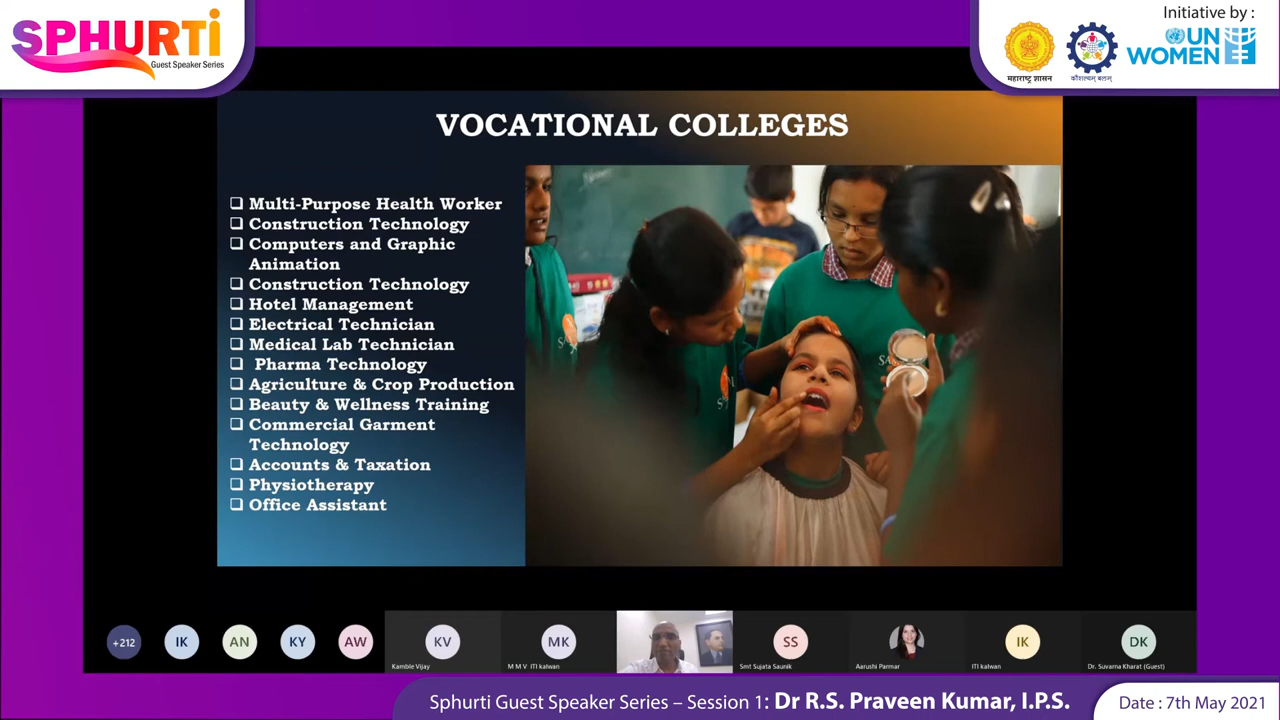 SPHURTI
Guest Speaker Series
Initiative by :
महाराष्ट्र शासन
कौशल्यम् बलम्
UN
WOMEN
VOCATIONAL COLLEGES
Multi-Purpose Health Worker
Construction Technology
Computers and Graphic
Animation
Construction Technology
Hotel Management
Electrical Technician
Medical Lab Technician
Pharma Technology
Agriculture & Crop Production
Beauty & Wellness Training
Commercial Garment
Technology
Accounts & Taxation
Physiotherapy
Office Assistant
+212
IK
AN
KY
AW
KV
MK
SS
IK
DK
Kamble Vijay
M M V ITI kalwan
Smt Sujata Saunik
Aarushi Parmar
ITI kalwan
Dr. Suvarna Kharat (Guest)
Sphurti Guest Speaker Series – Session 1: Dr R.S. Praveen Kumar, I.P.S.
Date : 7th May 2021